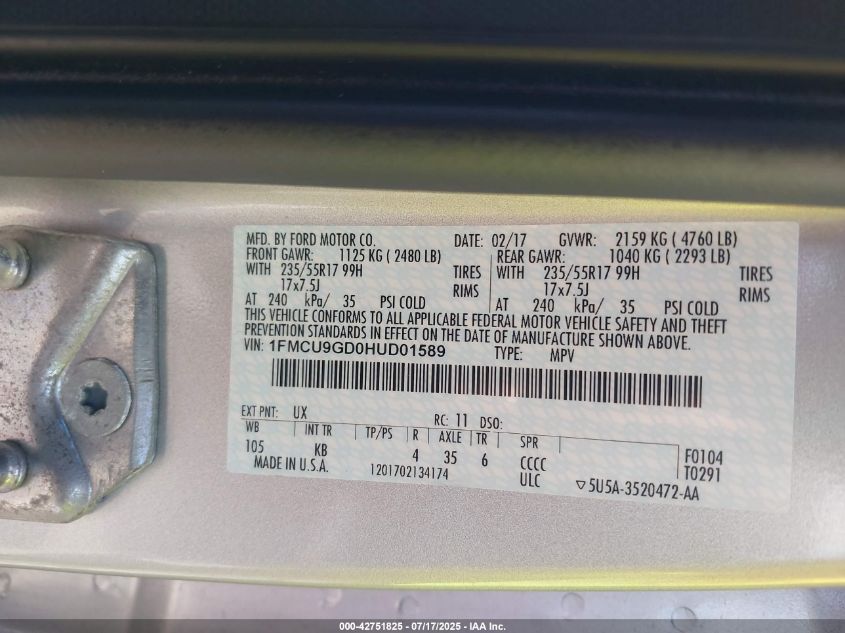 MFD. BY FORD MOTOR CO. DATE: 02/17 GVWR: 2159 KG ( 4760 LB)
FRONT GAWR: 1125 KG ( 2480 LB) REAR GAWR: 1040 KG ( 2293 LB)
WITH 235/55R17 99H TIRES WITH 235/55R17 99H TIRES
17x7.5J RIMS 17x7.5J RIMS
AT 240 kPa/ 35 PSI COLD AT 240 kPa/ 35 PSI COLD
THIS VEHICLE CONFORMS TO ALL APPLICABLE FEDERAL MOTOR VEHICLE SAFETY AND THEFT
PREVENTION STANDARDS IN EFFECT ON THE DATE OF MANUFACTURE SHOWN ABOVE.
VIN: 1FMCU9GD0HUD01589 TYPE: MPV
EXT PNT: UX RC: 11 DSO:
WB INT TR TP/PS R AXLE TR SPR
105 KB 4 35 6 CCCC F0104
MADE IN U.S.A. 1201702134174 ULC T0291
▽5U5A-3520472-AA
000-42751825 - 07/17/2025 - IAA Inc.